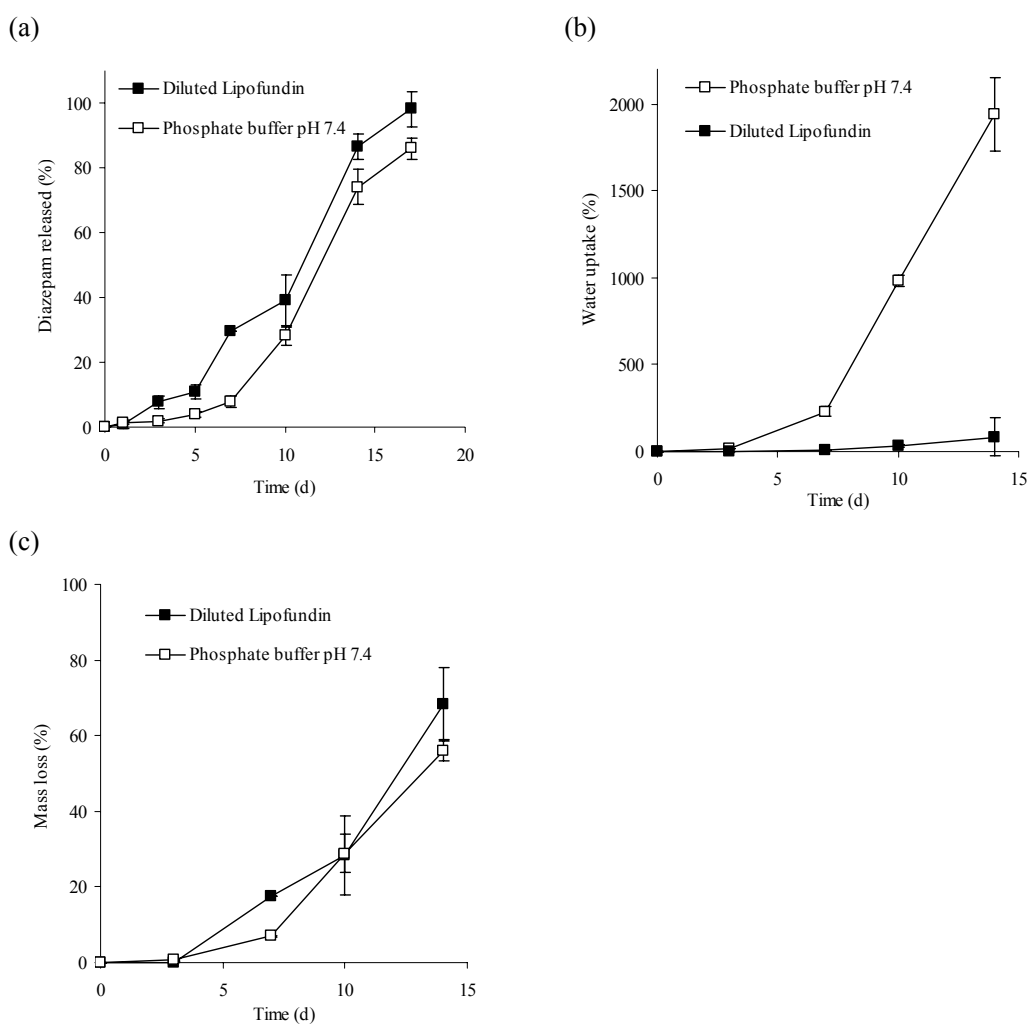 (a)
Diluted Lipofundin
Phosphate buffer pH 7.4
Diazepam released (%)
100
80
60
40
20
0
0 5 10 15 20
Time (d)
(b)
Phosphate buffer pH 7.4
Diluted Lipofundin
Water uptake (%)
2000
1500
1000
500
0
0 5 10 15
Time (d)
(c)
Diluted Lipofundin
Phosphate buffer pH 7.4
Mass loss (%)
100
80
60
40
20
0
0 5 10 15
Time (d)